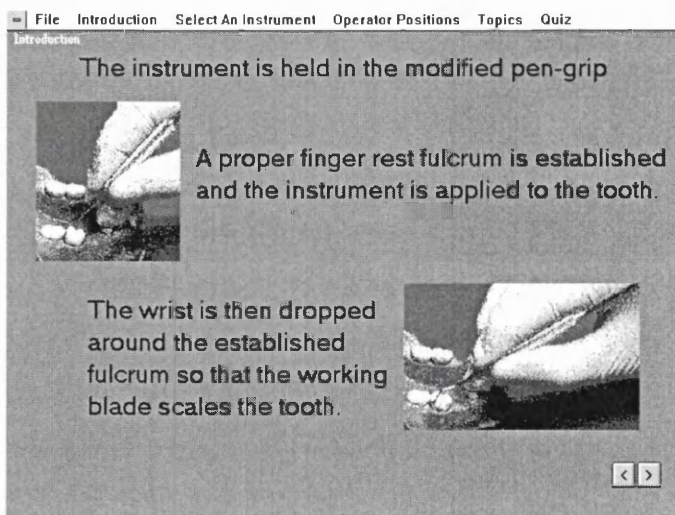 File Introduction Select An Instrument Operator Positions Topics Quiz
Introduction
The instrument is held in the modified pen-grip
A proper finger rest fulcrum is established
and the instrument is applied to the tooth.
The wrist is then dropped
around the established
fulcrum so that the working
blade scales the tooth.
< >